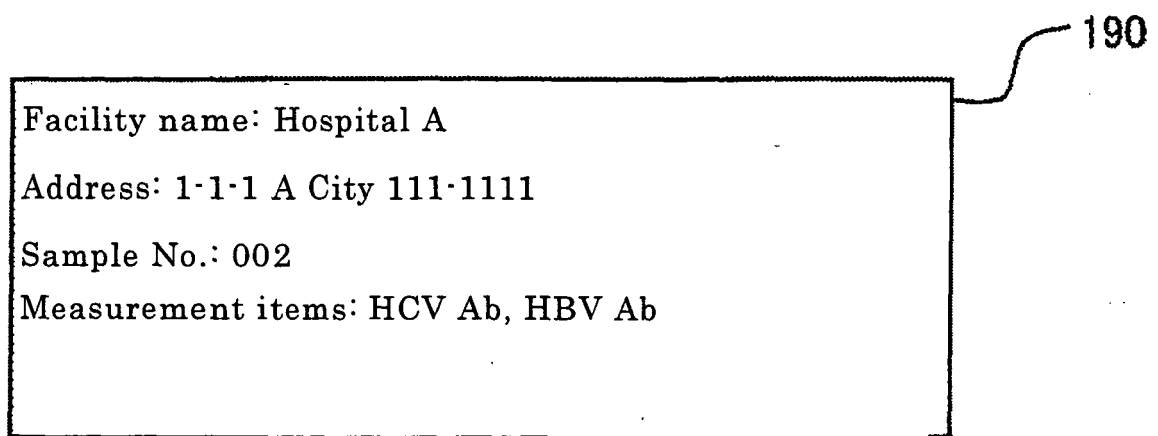 190
Facility name: Hospital A
Address: 1-1-1 A City 111-1111
Sample No.: 002
Measurement items: HCV Ab, HBV Ab